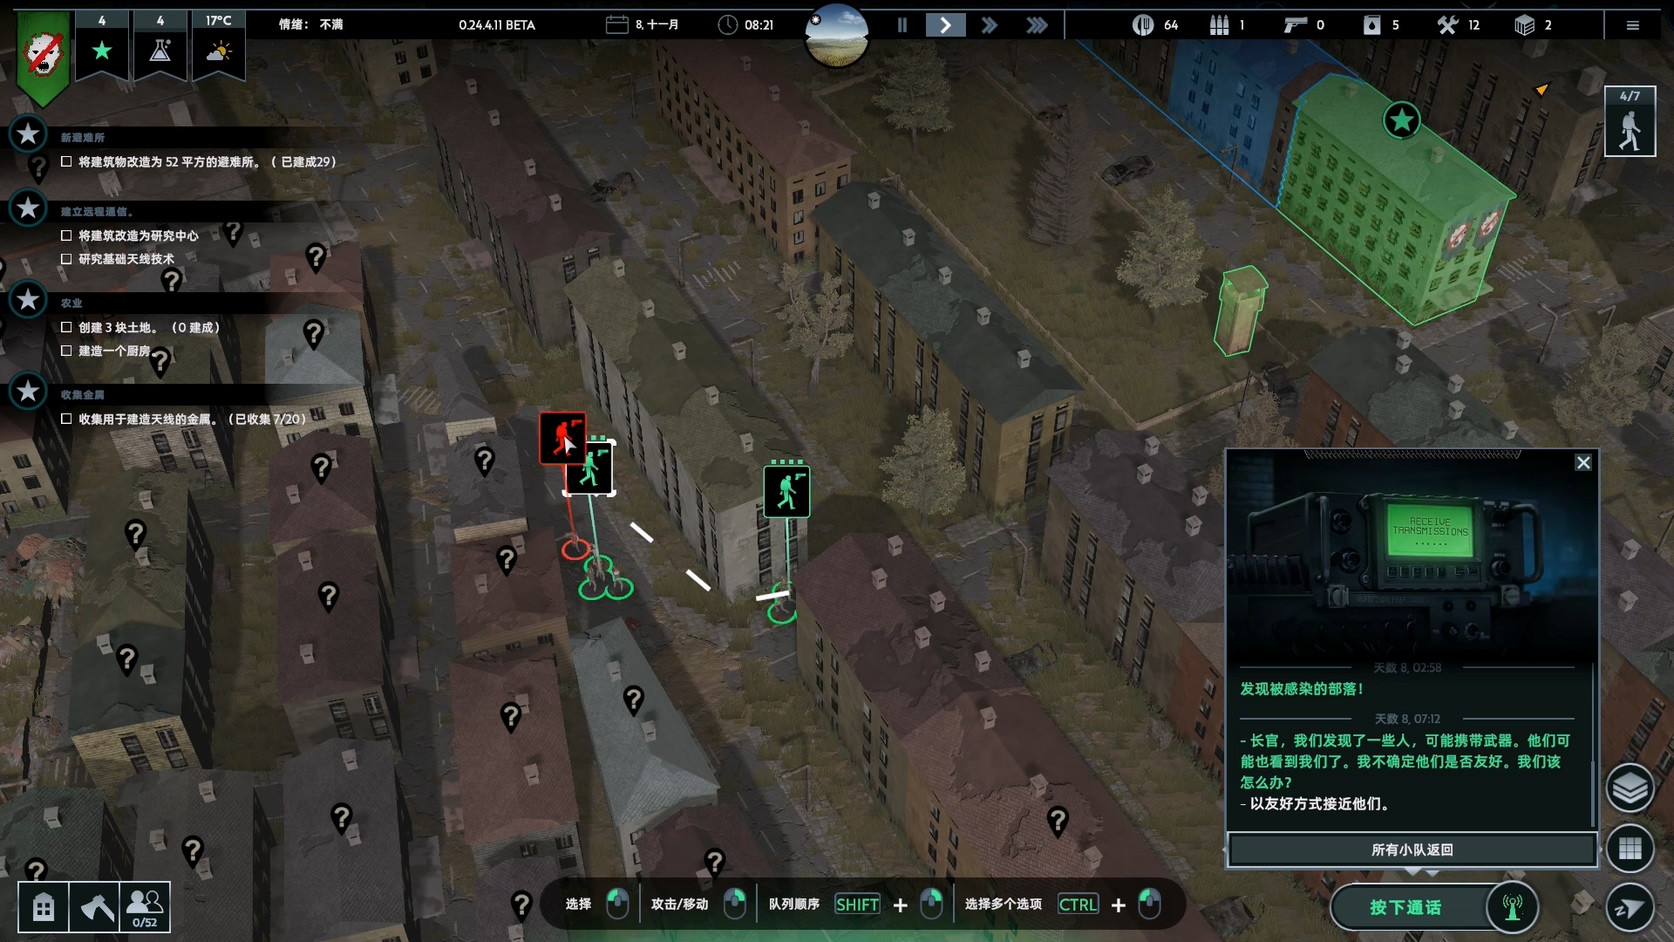 4
4
17°C
情绪： 不满
0.24.4.11 BETA
8, 十一月
08:21
64
1
0
5
12
2
4/7
新避难所
将建筑物改造为 52 平方的避难所。（ 已建成29）
建立远程通信。
将建筑改造为研究中心
研究基础天线技术
农业
创建 3 块土地。（0 建成）
建造一个厨房。
收集金属
收集用于建造天线的金属。（已收集 7/20）
RECEIVE
TRANSMISSIONS
天数 8, 02:58
发现被感染的部落！
天数 8, 07:12
- 长官，我们发现了一些人，可能携带武器。他们可
能也看到我们了。我不确定他们是否友好。我们该
怎么办？
- 以友好方式接近他们。
所有小队返回
按下通话
0/52
选择
攻击/移动
队列顺序 SHIFT +
选择多个选项 CTRL +